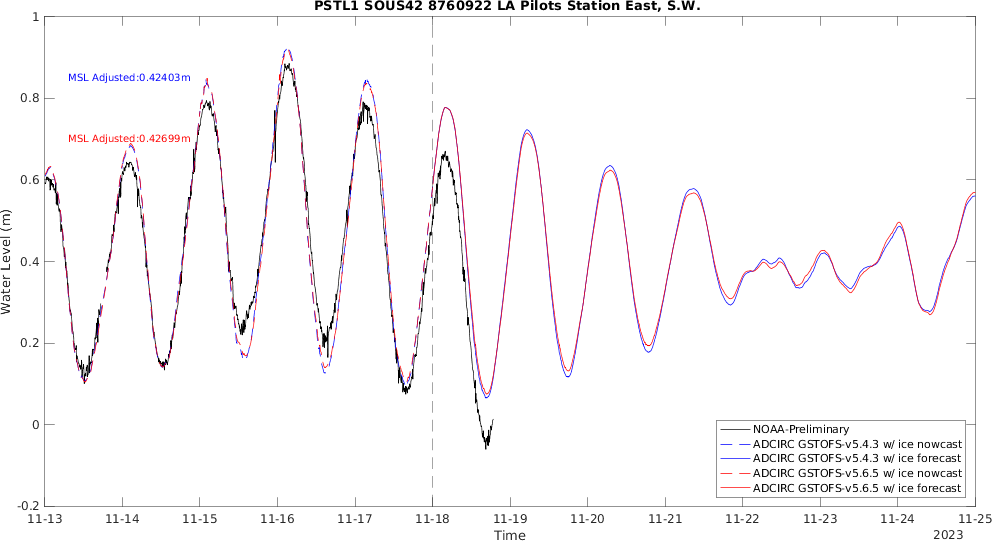 PSTL1 SOUS42 8760922 LA Pilots Station East, S.W.
MSL Adjusted:0.42403m
MSL Adjusted:0.42699m
Water Level (m)
1
0.8
0.6
0.4
0.2
0
-0.2
NOAA-Preliminary
ADCIRC GSTOFS-v5.4.3 w/ ice nowcast
ADCIRC GSTOFS-v5.4.3 w/ ice forecast
ADCIRC GSTOFS-v5.6.5 w/ ice nowcast
ADCIRC GSTOFS-v5.6.5 w/ ice forecast
11-13 11-14 11-15 11-16 11-17 11-18 11-19 11-20 11-21 11-22 11-23 11-24 11-25
Time
2023